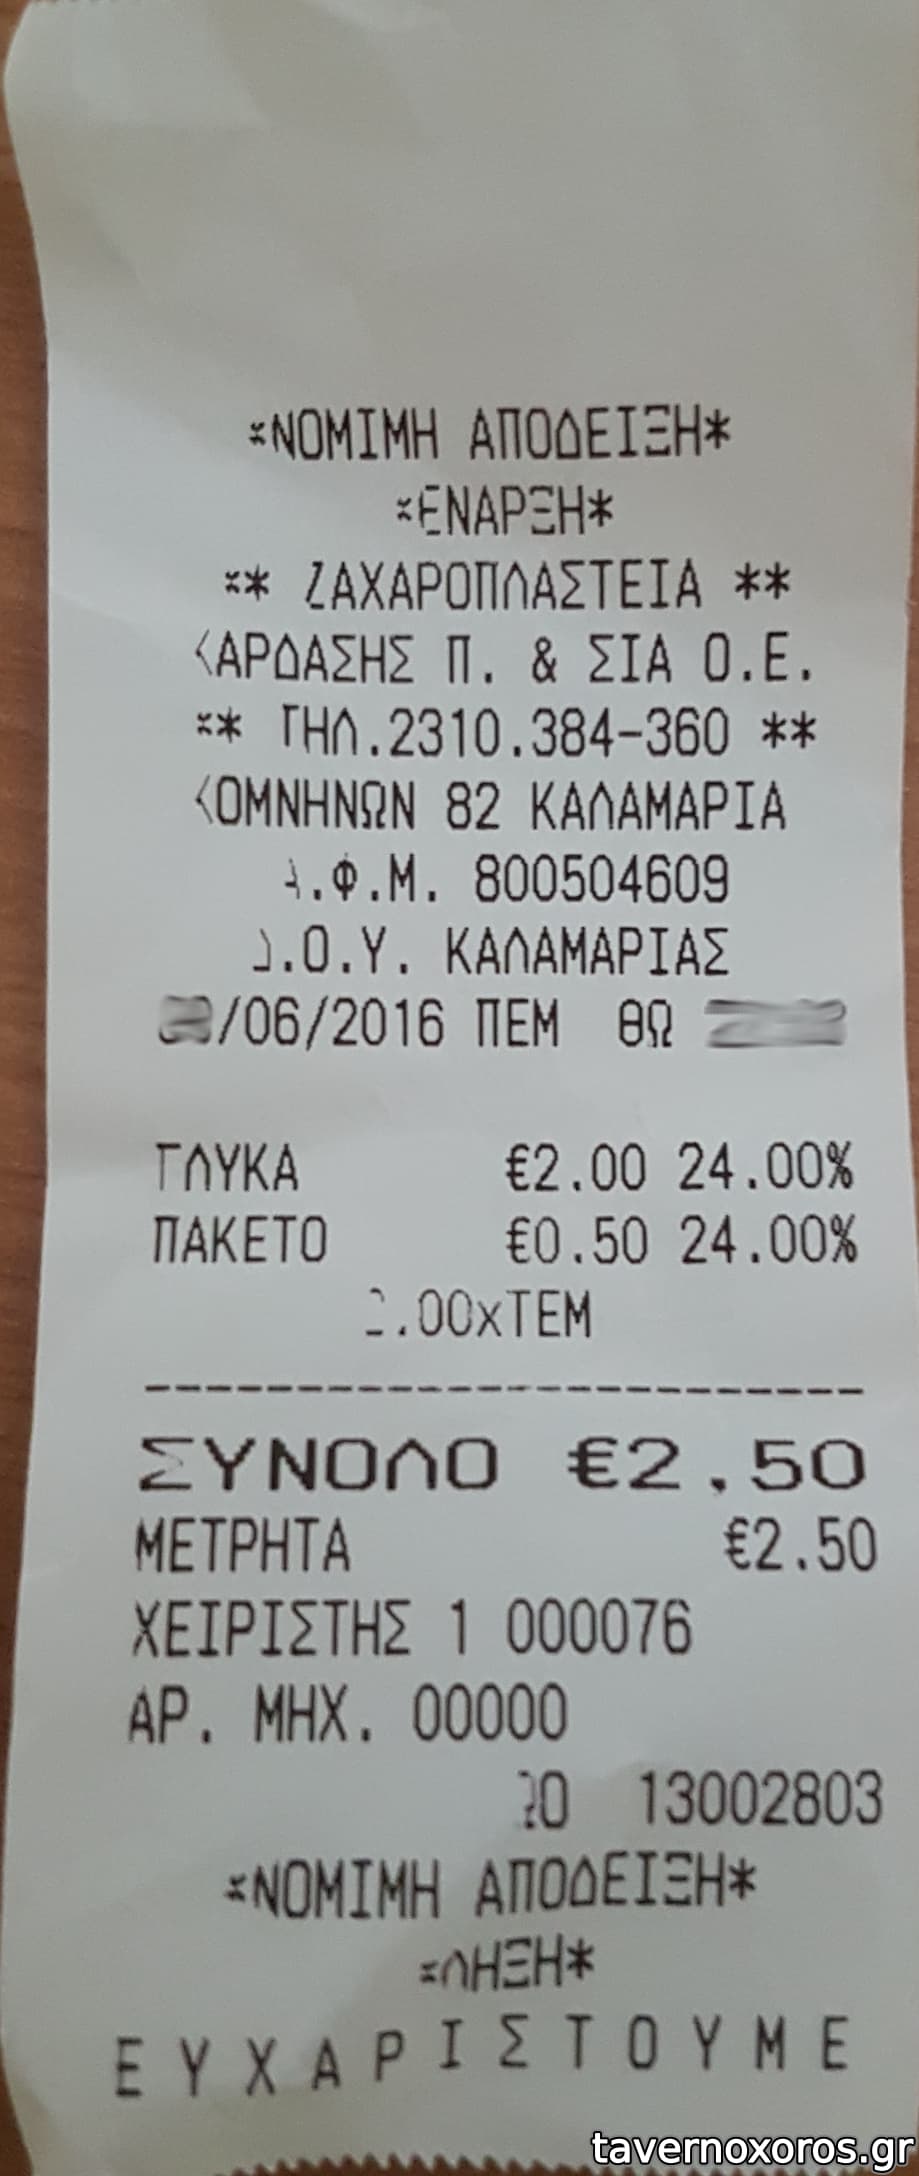 *ΝΟΜΙΜΗ ΑΠΟΔΕΙΞΗ*
*ΕΝΑΡΞΗ*
** ΖΑΧΑΡΟΠΛΑΣΤΕΙΑ **
ΚΑΡΔΑΣΗΣ Π. & ΣΙΑ Ο.Ε.
** ΤΗΛ.2310.384-360 **
ΚΟΜΝΗΝΩΝ 82 ΚΑΛΑΜΑΡΙΑ
Α.Φ.Μ. 800504609
Δ.Ο.Υ. ΚΑΛΑΜΑΡΙΑΣ
/06/2016 ΠΕΜ ΘΩ
ΓΛΥΚΑ €2.00 24.00%
ΠΑΚΕΤΟ €0.50 24.00%
2.00xΤΕΜ
------------------------
ΣΥΝΟΛΟ €2.50
ΜΕΤΡΗΤΑ €2.50
ΧΕΙΡΙΣΤΗΣ 1 000076
ΑΡ. ΜΗΧ. 00000
13002803
*ΝΟΜΙΜΗ ΑΠΟΔΕΙΞΗ*
*ΛΗΞΗ*
Ε Υ Χ Α Ρ Ι Σ Τ Ο Υ Μ Ε
tavernoxoros.gr